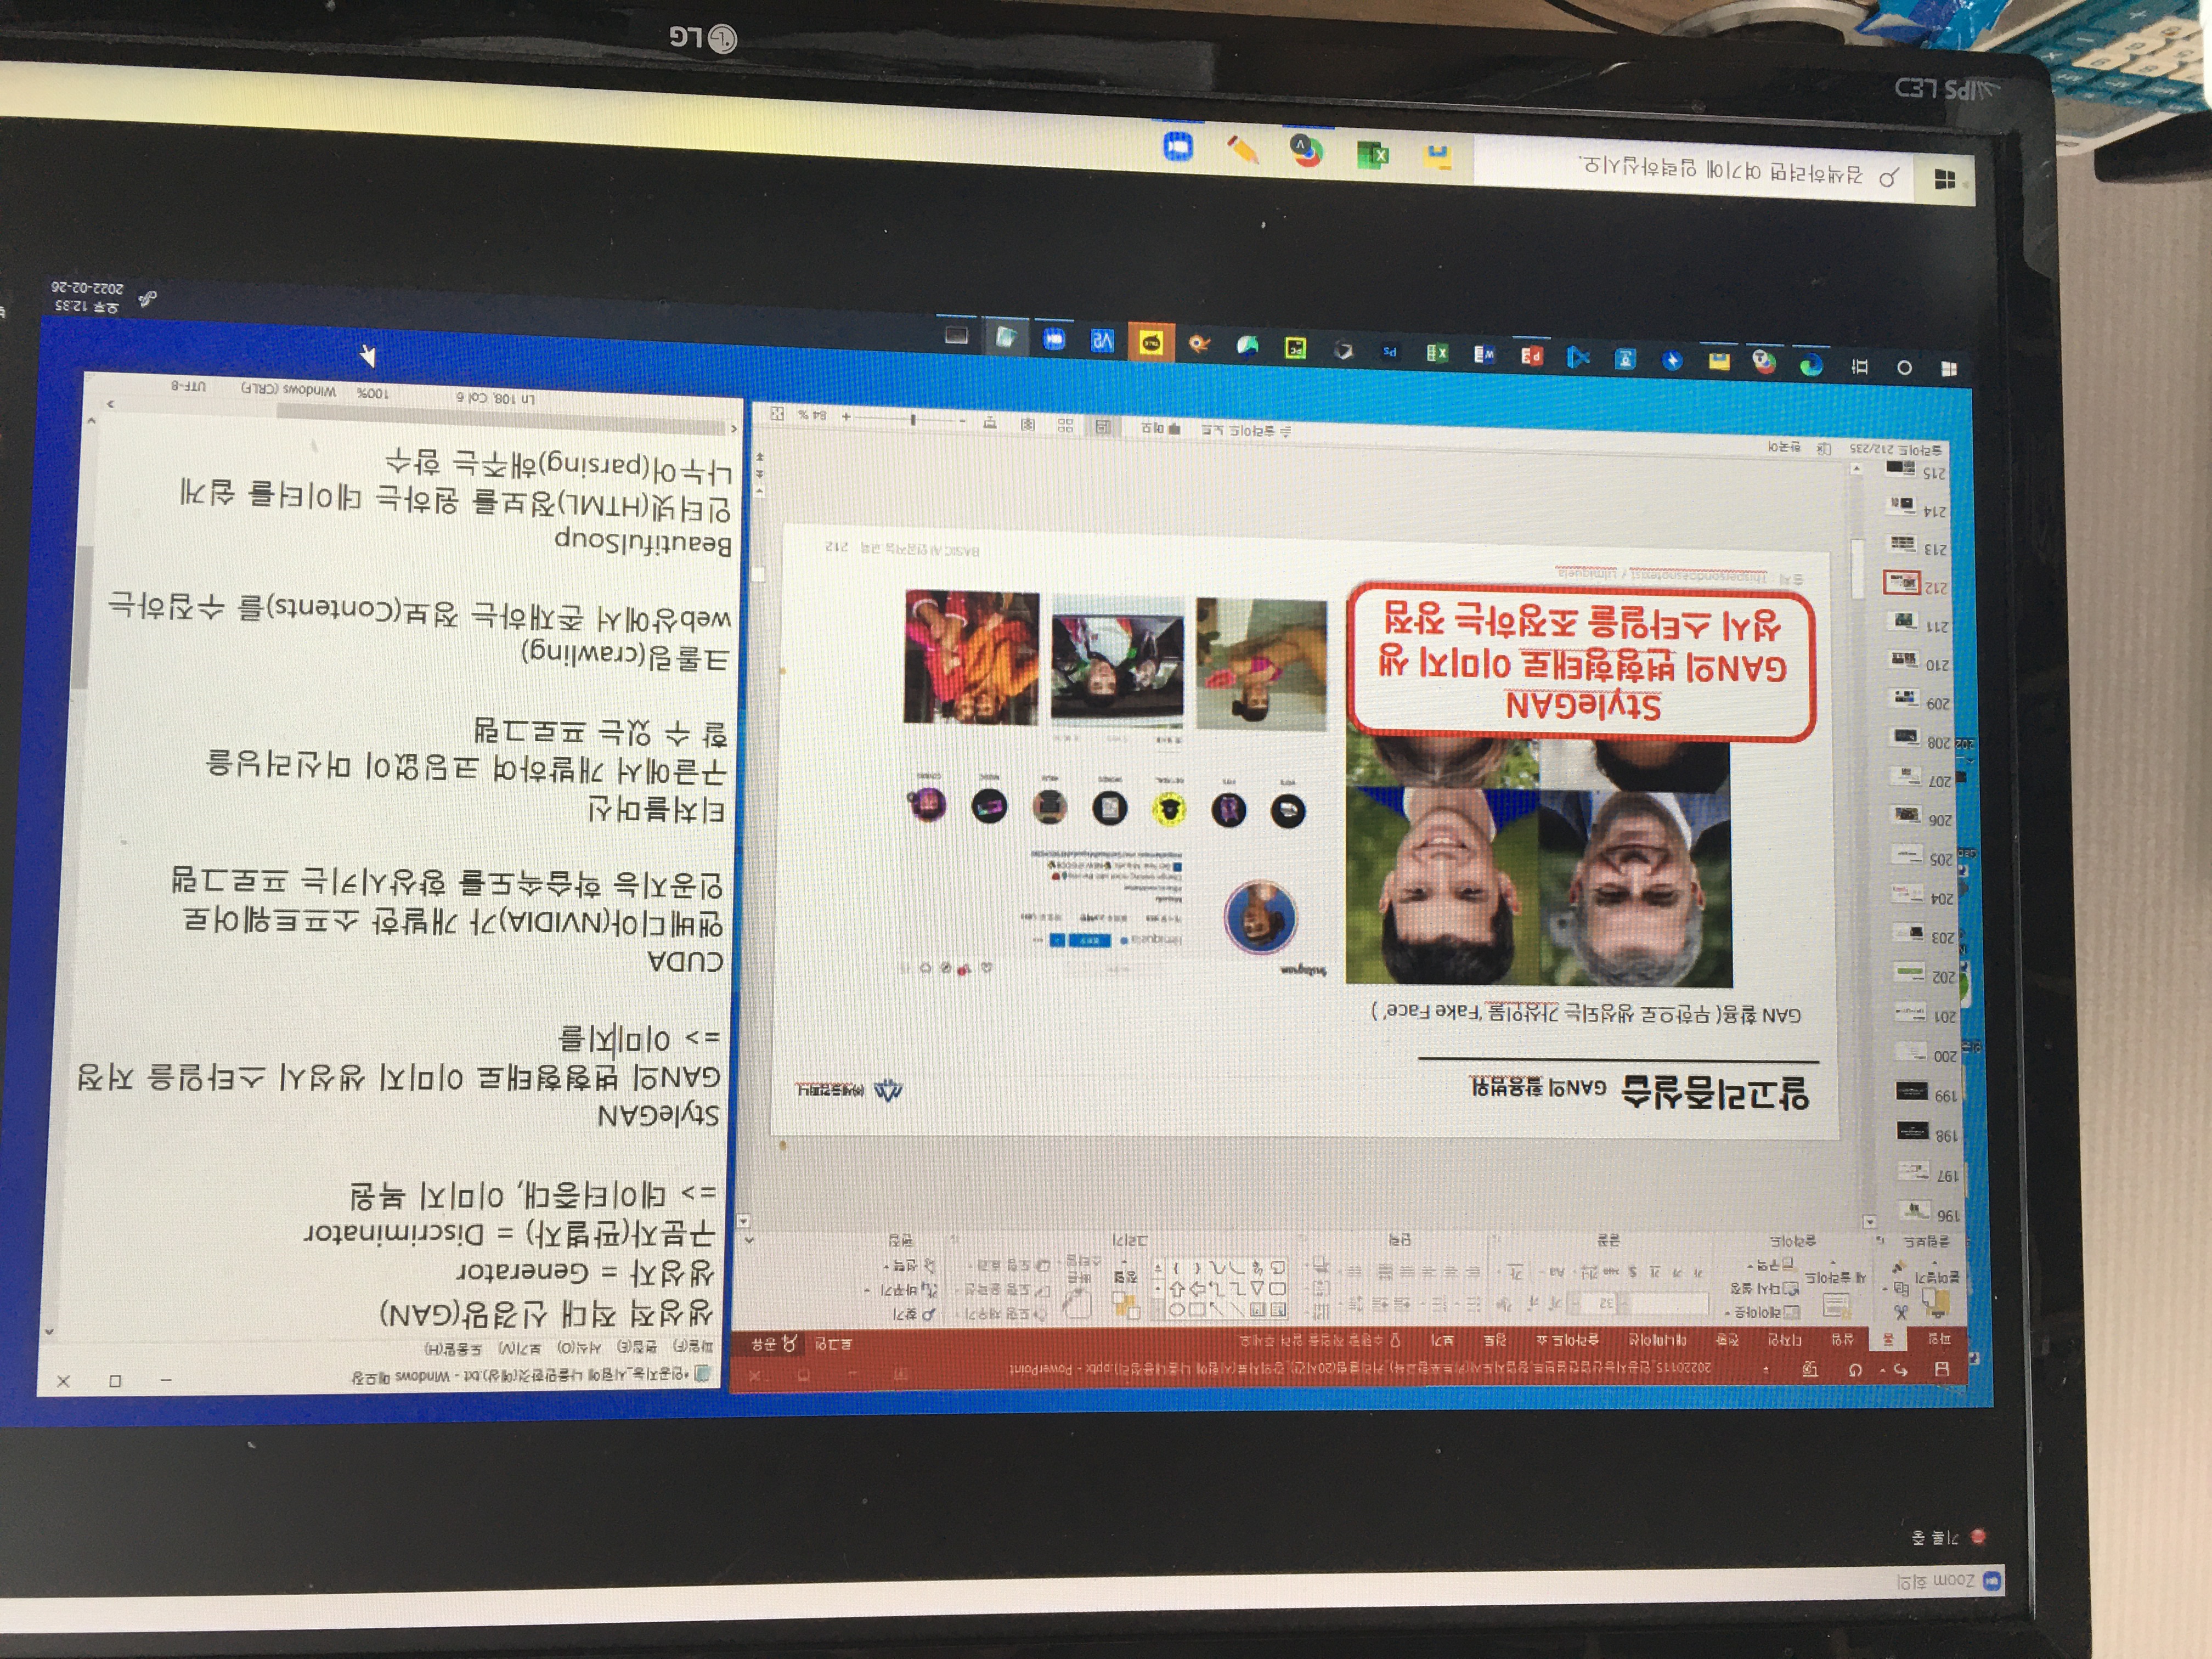 Zoom 회의
기록 중
20220115_인공지능산업컨설턴트,창업지도사(키트포함교육)_커리큘럼(20시간)_강의자료(시험에 나올내용정리).pptx - PowerPoint
파일 홈 삽입 디자인 전환 애니메이션 슬라이드 쇼 검토 보기 수행할 작업을 알려 주세요. 로그인 공유
붙여넣기
새 슬라이드
레이아웃
다시 설정
구역
32
정렬
빠른 스타일
도형 채우기
도형 윤곽선
도형 효과
찾기
바꾸기
선택
클립보드 슬라이드 글꼴 단락 그리기 편집
196
197
198
199
200
201
202
203
204
205
206
207
208
209
210
211
212
213
214
215
알고리즘실습 GAN의 활용범위
㈜세들컴퍼니
GAN 활용( 무한으로 생성되는 가상인물 ‘Fake Face’ )
Instagram
lilmiquela
Miquela
StyleGAN
GAN의 변형형태로 이미지 생
성시 스타일을 조정하는 장점
출처 : Thispersondoesnotexist / Lilmiquela
BASIC AI 인공지능 교육 212
슬라이드 212/235 한국어
슬라이드 노트 메모 84 %
*인공지능_시험에 나올만한것(예상).txt - Windows 메모장
파일(F) 편집(E) 서식(O) 보기(V) 도움말(H)
생성적 적대 신경망(GAN)
생성자 = Generator
구분자(판별자) = Discriminator
=> 데이터증대, 이미지 복원
StyleGAN
GAN의 변형형태로 이미지 생성시 스타일을 저정
=> 이미지를
CUDA
앤베디아(NVIDIA)가 개발한 소프트웨어로
인공지능 학습속도를 향상시키는 프로그램
티처블머신
구글에서 개발하여 코딩없이 머신러닝을
할 수 있는 프로그램
크롤링(crawling)
web상에서 존재하는 정보(Contents)를 수집하는
BeautifulSoup
인터넷(HTML)정보를 원하는 데이터를 쉽게
나누어(parsing)해주는 함수
Ln 108, Col 6 100% Windows (CRLF) UTF-8
오후 12:35
2022-02-26
검색하려면 여기에 입력하십시오.
IPS LED
LG